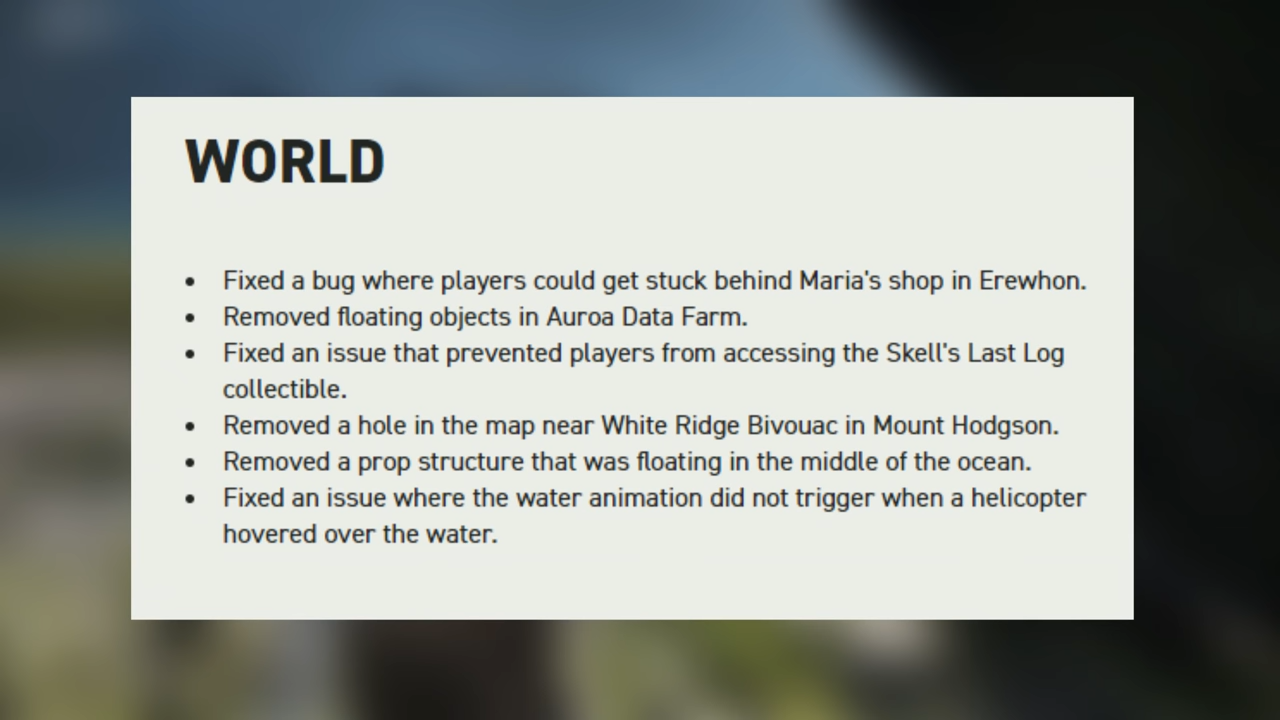 WORLD
• Fixed a bug where players could get stuck behind Maria's shop in Erewhon.
• Removed floating objects in Auroa Data Farm.
• Fixed an issue that prevented players from accessing the Skell's Last Log
collectible.
• Removed a hole in the map near White Ridge Bivouac in Mount Hodgson.
• Removed a prop structure that was floating in the middle of the ocean.
• Fixed an issue where the water animation did not trigger when a helicopter
hovered over the water.